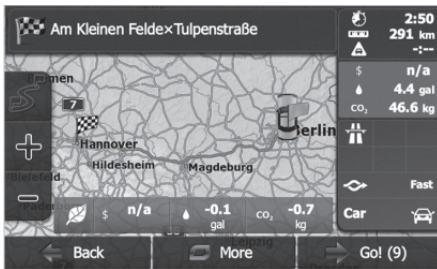 Am Kleinen Felde×Tulpenstraße
2:50
291 km
-:--
$ n/a
4.4 gal
CO₂ 46.6 kg
7
Hannover
Hildesheim
Magdeburg
Berlin
Bielefeld
Leipzig
$ n/a
-0.1 gal
CO₂ -0.7 kg
Fast
Car
Back
More
Go! (9)